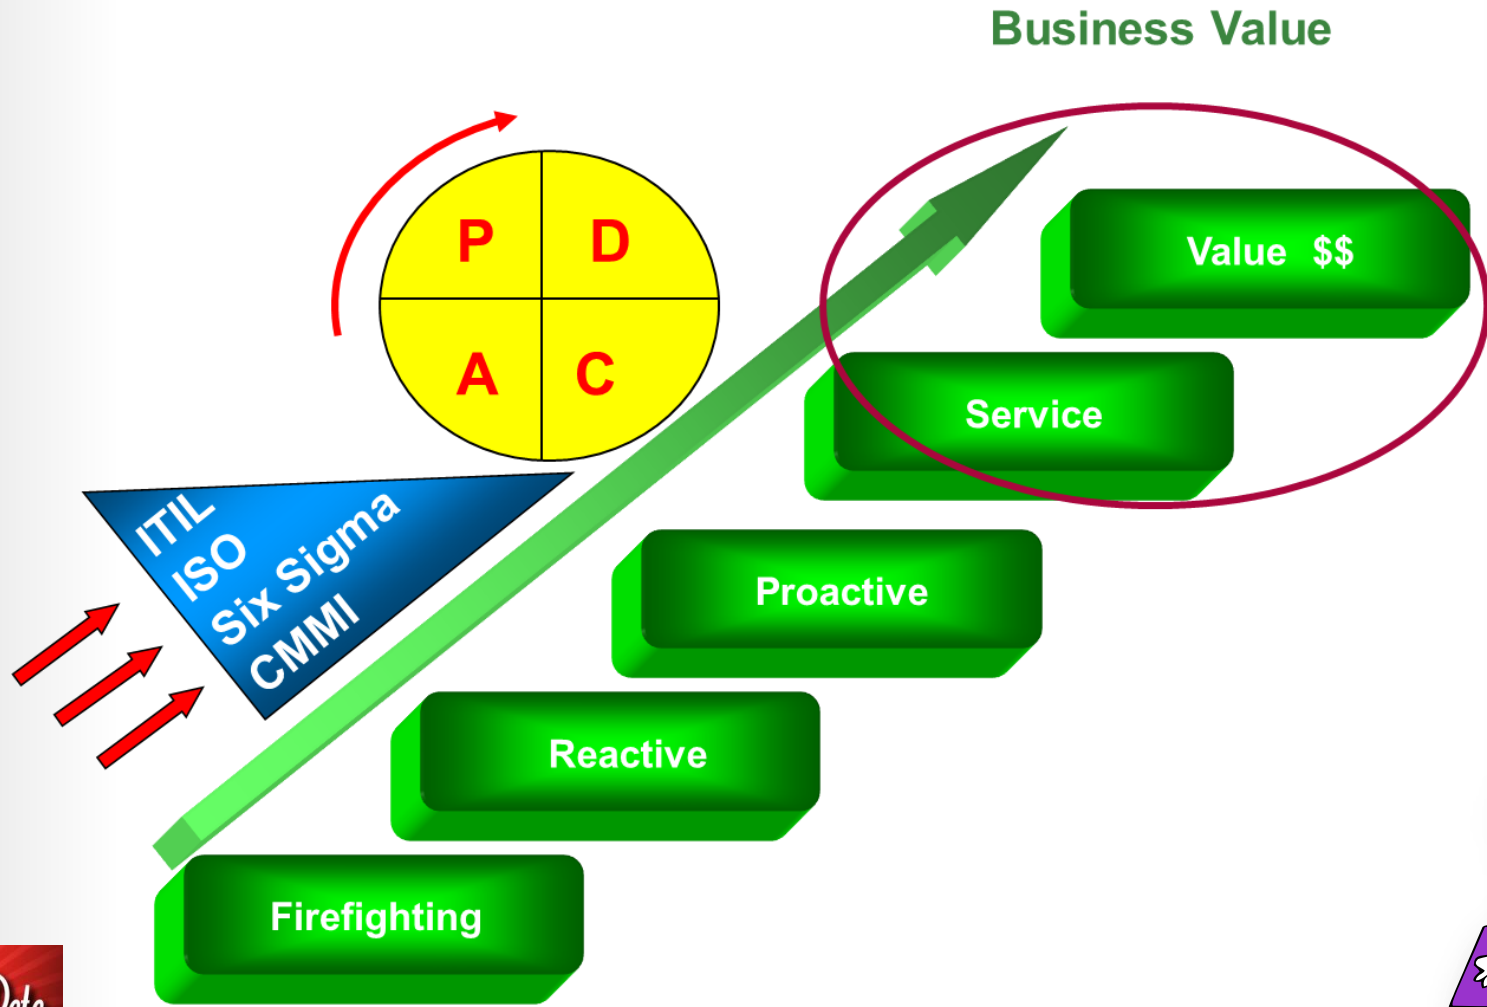 Business Value
P D
A C
Value $$
Service
ITIL
ISO
Six Sigma
CMMI
Proactive
Reactive
Firefighting